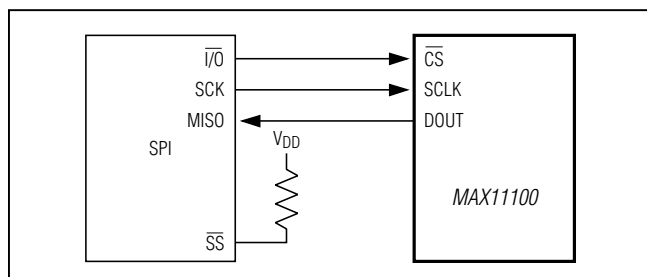 I/O
CS
SCK
SCLK
MISO
DOUT
VDD
SPI
MAX11100
SS